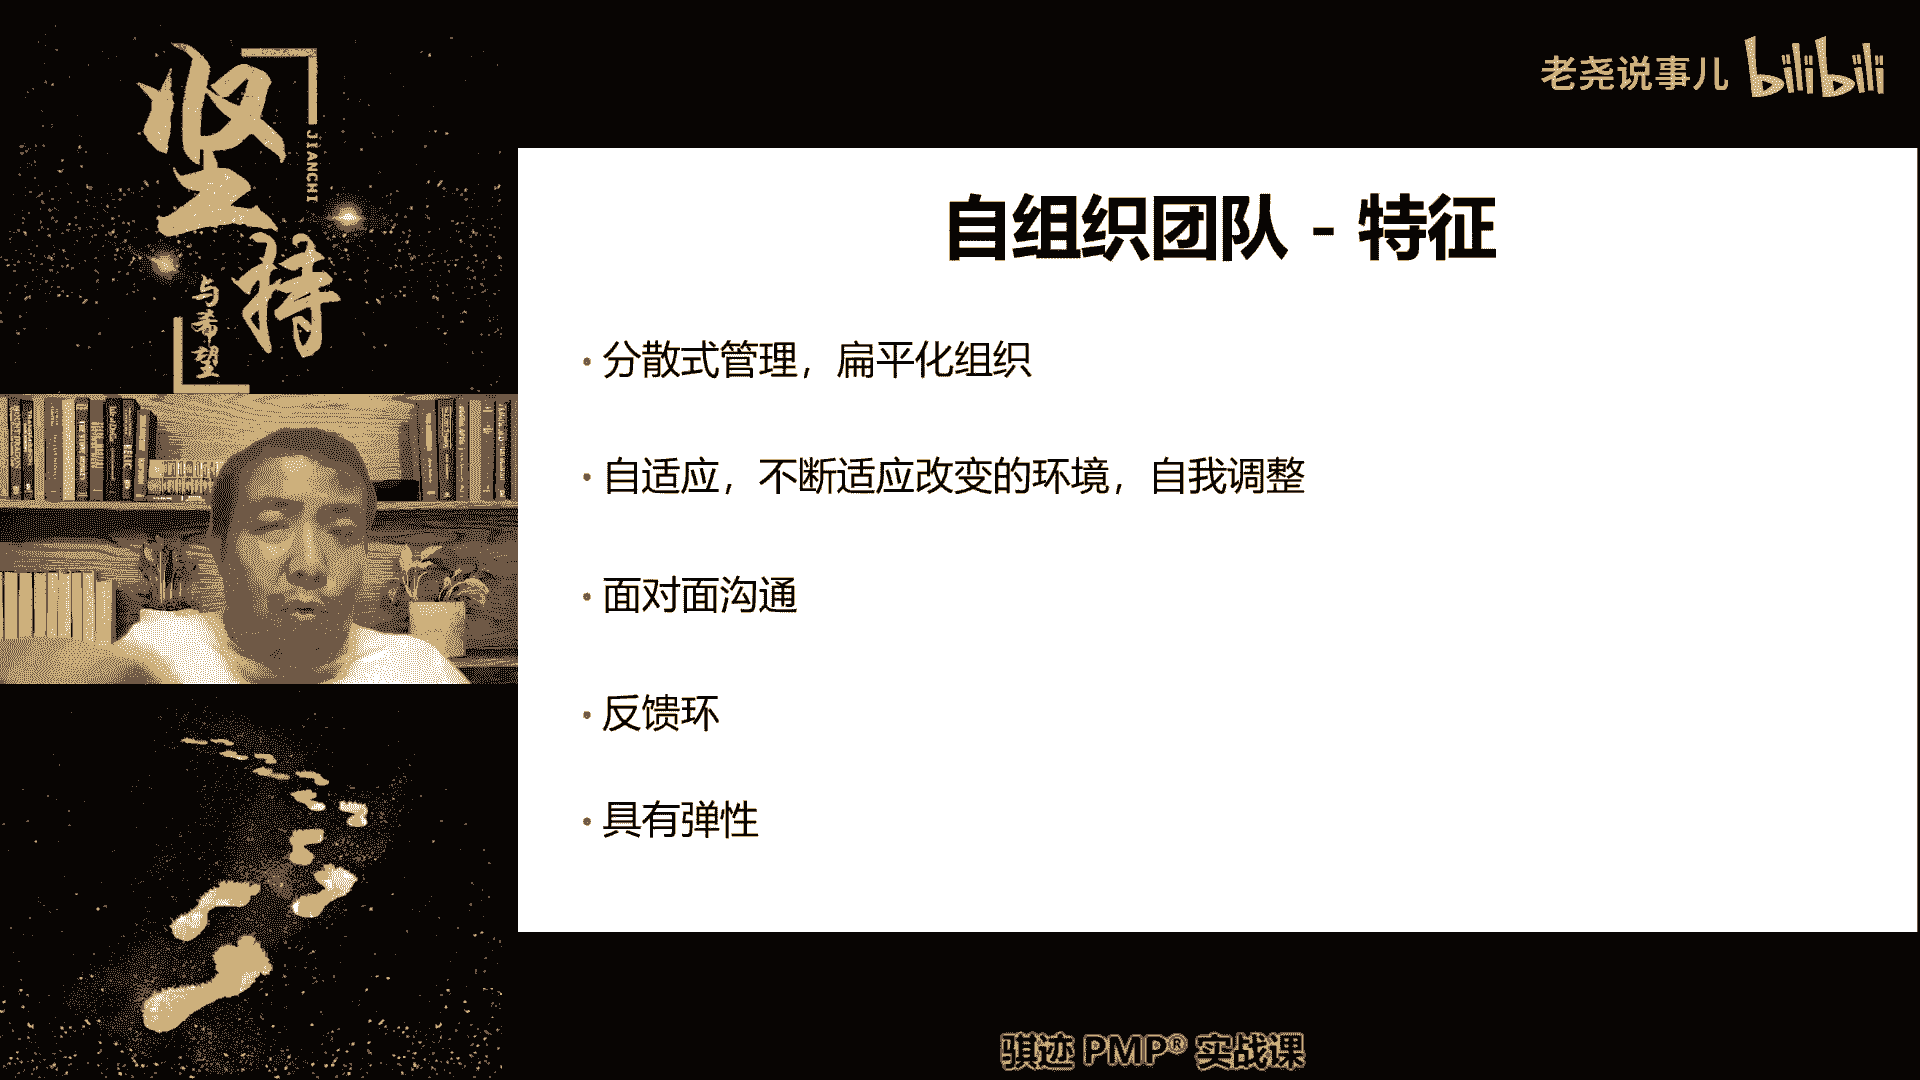 坚持
JIANCHI
与希望
老尧说事儿 bilibili
自组织团队 - 特征
• 分散式管理，扁平化组织
• 自适应，不断适应改变的环境，自我调整
• 面对面沟通
• 反馈环
• 具有弹性
骐迹 PMP® 实战课